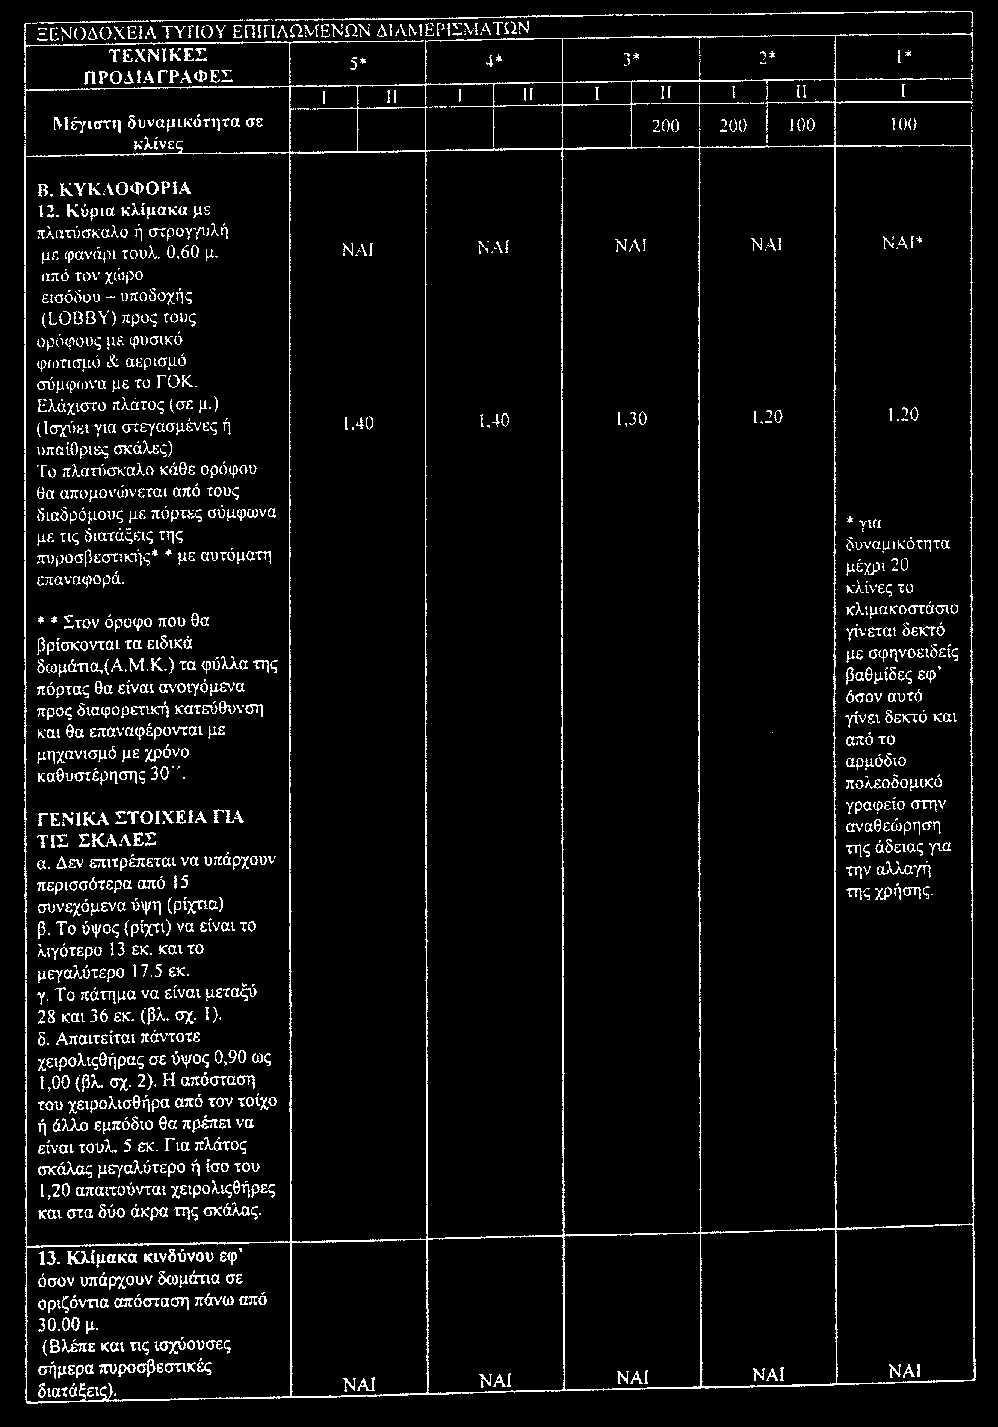 ΞΕΝΟΔΟΧΕΙΑ ΤΥΠΟΥ ΕΠΙΠΛΩΜΕΝΩΝ ΔΙΑΜΕΡΙΣΜΑΤΩΝ
ΤΕΧΝΙΚΕΣ
ΠΡΟΔΙΑΓΡΑΦΕΣ
5* 4* 3* 2* 1*
I II I II I II I II I
Μέγιστη δυναμικότητα σε
κλίνες
200 200 100 100
Β. ΚΥΚΛΟΦΟΡΙΑ
12. Κύρια κλίμακα με
πλατύσκαλο ή στρογγυλή
με φανάρι τουλ. 0,60 μ.
από τον χώρο
εισόδου – υποδοχής
(LOBBY) προς τους
ορόφους με φυσικό
φωτισμό & αερισμό
σύμφωνα με το ΓΟΚ.
ΝΑΙ ΝΑΙ ΝΑΙ ΝΑΙ ΝΑΙ*
Ελάχιστο πλάτος (σε μ.)
(Ισχύει για στεγασμένες ή
υπαίθριες σκάλες)
1,40 1,40 1,30 1,20 1,20
Το πλατύσκαλο κάθε ορόφου
θα απομονώνεται από τους
διαδρόμους με πόρτες σύμφωνα
με τις διατάξεις της
πυροσβεστικής* * με αυτόματη
επαναφορά.
* * Στον όροφο που θα
βρίσκονται τα ειδικά
δωμάτια,(Α.Μ.Κ.) τα φύλλα της
πόρτας θα είναι ανοιγόμενα
προς διαφορετική κατεύθυνση
και θα επαναφέρονται με
μηχανισμό με χρόνο
καθυστέρησης 30΄΄.
ΓΕΝΙΚΑ ΣΤΟΙΧΕΙΑ ΓΙΑ
ΤΙΣ ΣΚΑΛΕΣ
α. Δεν επιτρέπεται να υπάρχουν
περισσότερα από 15
συνεχόμενα ύψη (ρίχτια)
β. Το ύψος (ρίχτι) να είναι το
λιγότερο 13 εκ. και το
μεγαλύτερο 17.5 εκ.
γ. Το πάτημα να είναι μεταξύ
28 και 36 εκ. (βλ. σχ. 1).
δ. Απαιτείται πάντοτε
χειρολιςθήρας σε ύψος 0,90 ως
1,00 (βλ. σχ. 2). Η απόσταση
του χειρολισθήρα από τον τοίχο
ή άλλο εμπόδιο θα πρέπει να
είναι τουλ. 5 εκ. Για πλάτος
σκάλας μεγαλύτερο ή ίσο του
1,20 απαιτούνται χειρολιςθήρες
και στα δύο άκρα της σκάλας.
* για
δυναμικότητα
μέχρι 20
κλίνες το
κλιμακοστάσιο
γίνεται δεκτό
με σφηνοειδείς
βαθμίδες εφ’
όσον αυτό
γίνει δεκτό και
από το
αρμόδιο
πολεοδομικό
γραφείο στην
αναθεώρηση
της άδειας για
την αλλαγή
της χρήσης.
13. Κλίμακα κινδύνου εφ’
όσον υπάρχουν δωμάτια σε
οριζόντια απόσταση πάνω από
30.00 μ.
(Βλέπε και τις ισχύουσες
σήμερα πυροσβεστικές
διατάξεις).
ΝΑΙ ΝΑΙ ΝΑΙ ΝΑΙ ΝΑΙ